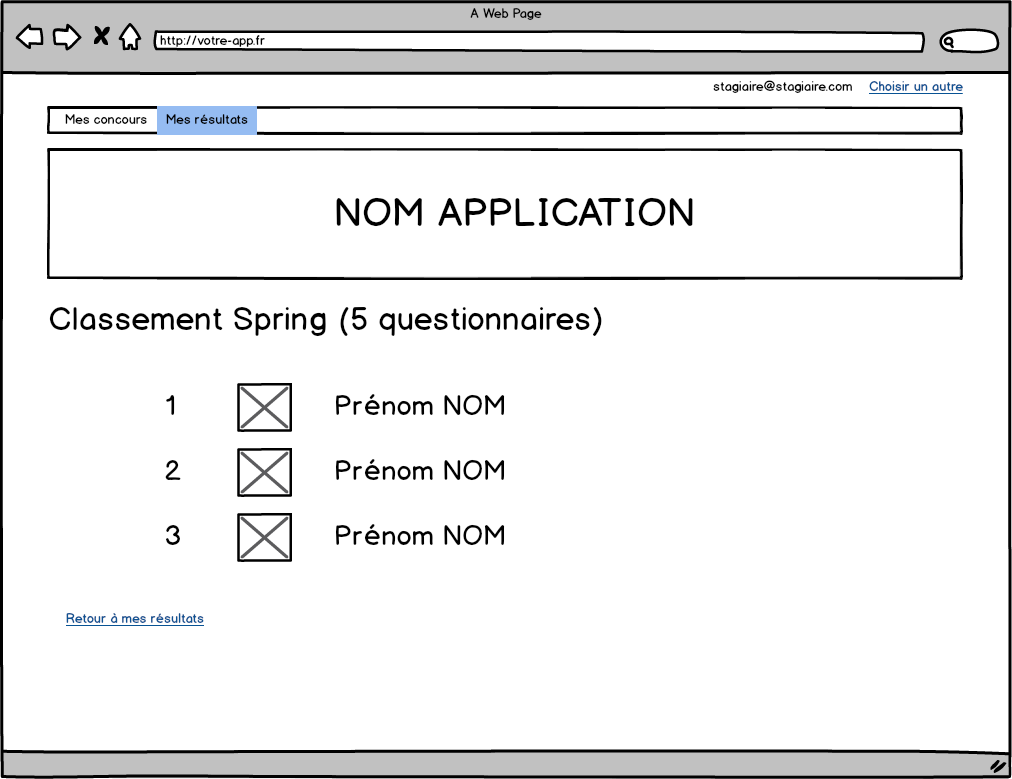 A Web Page
http://votre-app.fr
stagiaire@stagiaire.com Choisir un autre
Mes concours Mes résultats
NOM APPLICATION
Classement Spring (5 questionnaires)
1 Prénom NOM
2 Prénom NOM
3 Prénom NOM
Retour à mes résultats